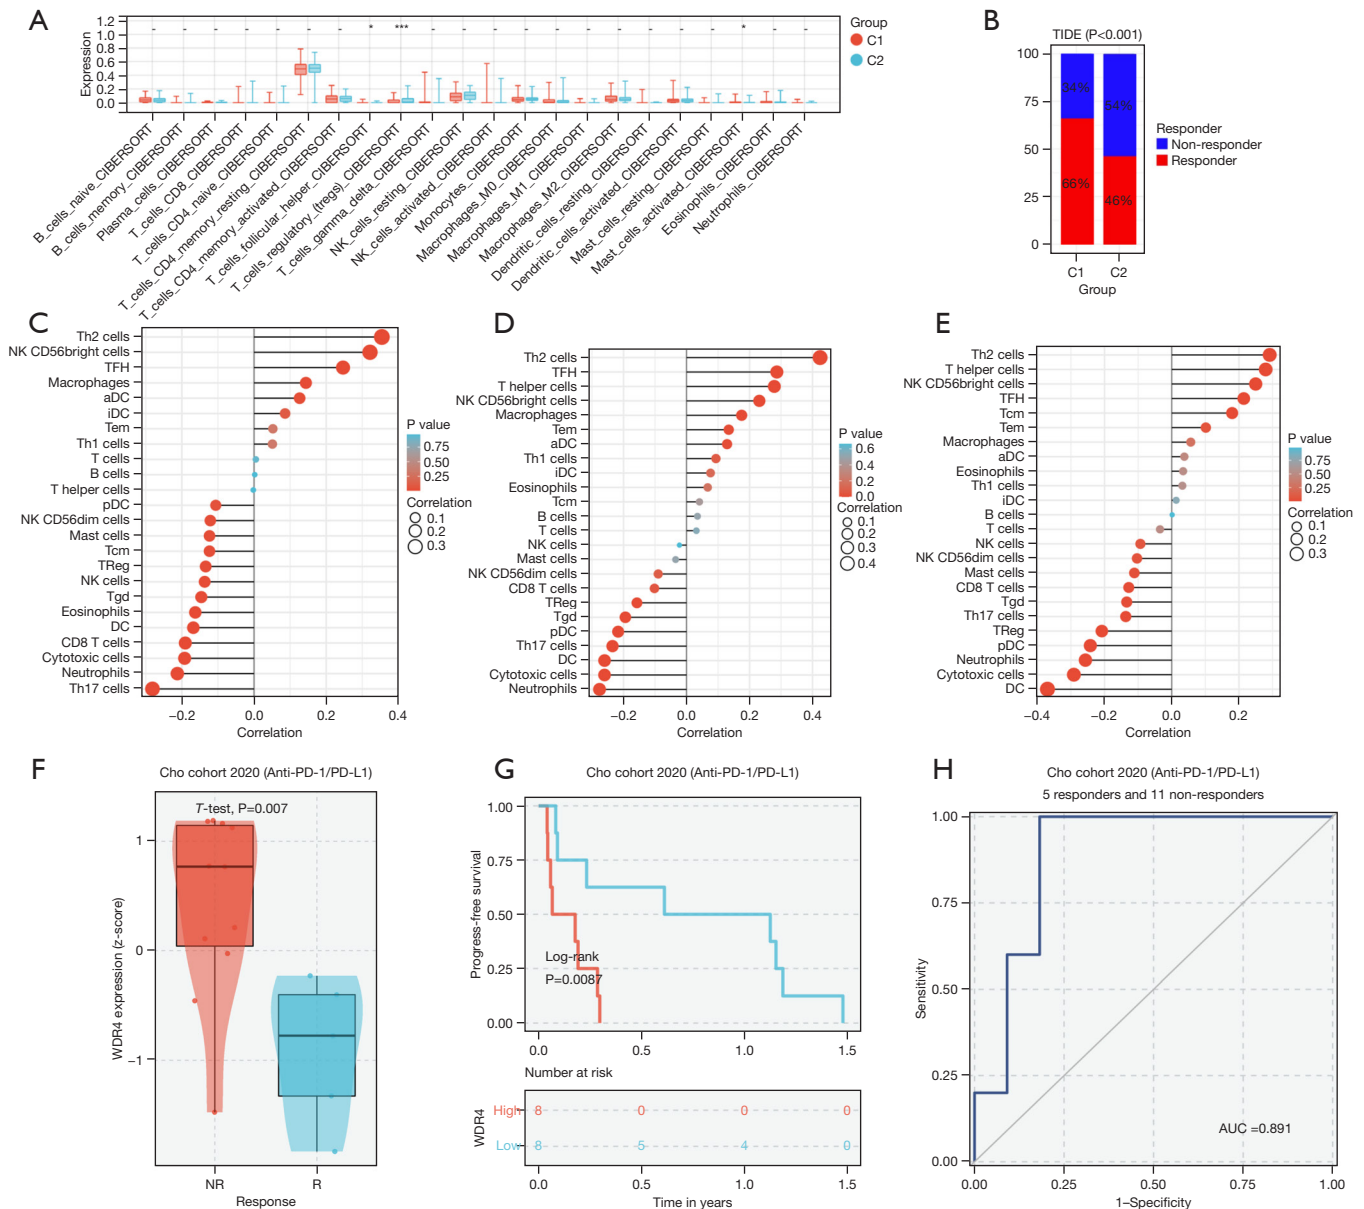 A
1.2
1.0
0.8
0.6
0.4
0.2
0.0
Expression
- - - - - - - * *** - - - - - - - - - - * - -
Group
C1
C2
B_cells_naive_CIBERSORT
B_cells_memory_CIBERSORT
Plasma_cells_CIBERSORT
T_cells_CD8_CIBERSORT
T_cells_CD4_naive_CIBERSORT
T_cells_CD4_memory_resting_CIBERSORT
T_cells_CD4_memory_activated_CIBERSORT
T_cells_follicular_helper_CIBERSORT
T_cells_regulatory_(tregs)_CIBERSORT
T_cells_gamma_delta_CIBERSORT
NK_cells_resting_CIBERSORT
NK_cells_activated_CIBERSORT
Monocytes_CIBERSORT
Macrophages_M0_CIBERSORT
Macrophages_M1_CIBERSORT
Macrophages_M2_CIBERSORT
Dendritic_cells_resting_CIBERSORT
Dendritic_cells_activated_CIBERSORT
Mast_cells_resting_CIBERSORT
Mast_cells_activated_CIBERSORT
Eosinophils_CIBERSORT
Neutrophils_CIBERSORT
B
TIDE (P<0.001)
100
75
50
25
0
34%
54%
66%
46%
C1 C2
Group
Responder
Non-responder
Responder
C
Th2 cells
NK CD56bright cells
TFH
Macrophages
aDC
iDC
Tem
Th1 cells
T cells
B cells
T helper cells
pDC
NK CD56dim cells
Mast cells
Tcm
TReg
NK cells
Tgd
Eosinophils
DC
CD8 T cells
Cytotoxic cells
Neutrophils
Th17 cells
−0.2 0.0 0.2 0.4
Correlation
P value
0.75
0.50
0.25
Correlation
0.1
0.2
0.3
D
Th2 cells
TFH
T helper cells
NK CD56bright cells
Macrophages
Tem
aDC
Th1 cells
iDC
Eosinophils
Tcm
B cells
T cells
NK cells
Mast cells
NK CD56dim cells
CD8 T cells
TReg
Tgd
pDC
Th17 cells
DC
Cytotoxic cells
Neutrophils
−0.2 0.0 0.2 0.4
Correlation
P value
0.6
0.4
0.2
0.0
Correlation
0.1
0.2
0.3
0.4
E
Th2 cells
T helper cells
NK CD56bright cells
TFH
Tcm
Tem
Macrophages
aDC
Eosinophils
Th1 cells
iDC
B cells
T cells
NK cells
NK CD56dim cells
Mast cells
CD8 T cells
Tgd
Th17 cells
TReg
pDC
Neutrophils
Cytotoxic cells
DC
−0.4 −0.2 0.0 0.2
Correlation
P value
0.75
0.50
0.25
Correlation
0.1
0.2
0.3
F
Cho cohort 2020 (Anti-PD-1/PD-L1)
T-test, P=0.007
1
0
−1
WDR4 expression (z-score)
NR R
Response
G
Cho cohort 2020 (Anti-PD-1/PD-L1)
1.00
0.75
0.50
0.25
0.00
Progress-free survival
Log-rank
P=0.0087
0.0 0.5 1.0 1.5
Number at risk
WDR4
High 8 0 0 0
Low 8 5 4 0
0.0 0.5 1.0 1.5
Time in years
H
Cho cohort 2020 (Anti-PD-1/PD-L1)
5 responders and 11 non-responders
1.00
0.75
0.50
0.25
0.00
Sensitivity
AUC =0.891
0.00 0.25 0.50 0.75 1.00
1−Specificity